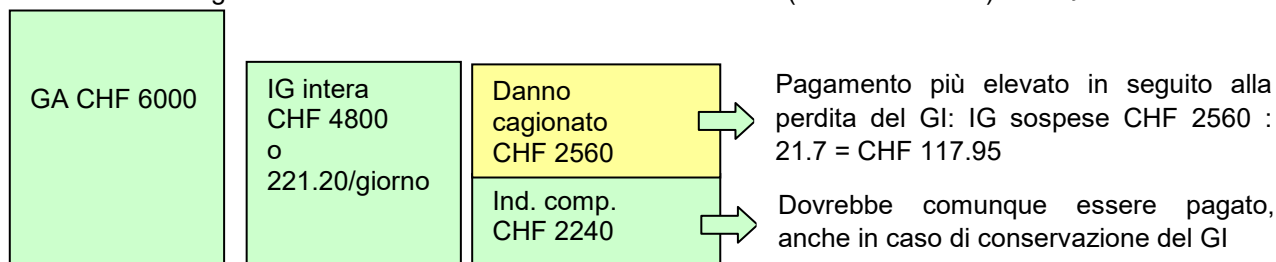 GA CHF 6000
IG intera
CHF 4800
o
221.20/giorno
Danno
cagionato
CHF 2560
Ind. comp.
CHF 2240
Pagamento più elevato in seguito alla
perdita del GI: IG sospese CHF 2560 :
21.7 = CHF 117.95
Dovrebbe comunque essere pagato,
anche in caso di conservazione del GI